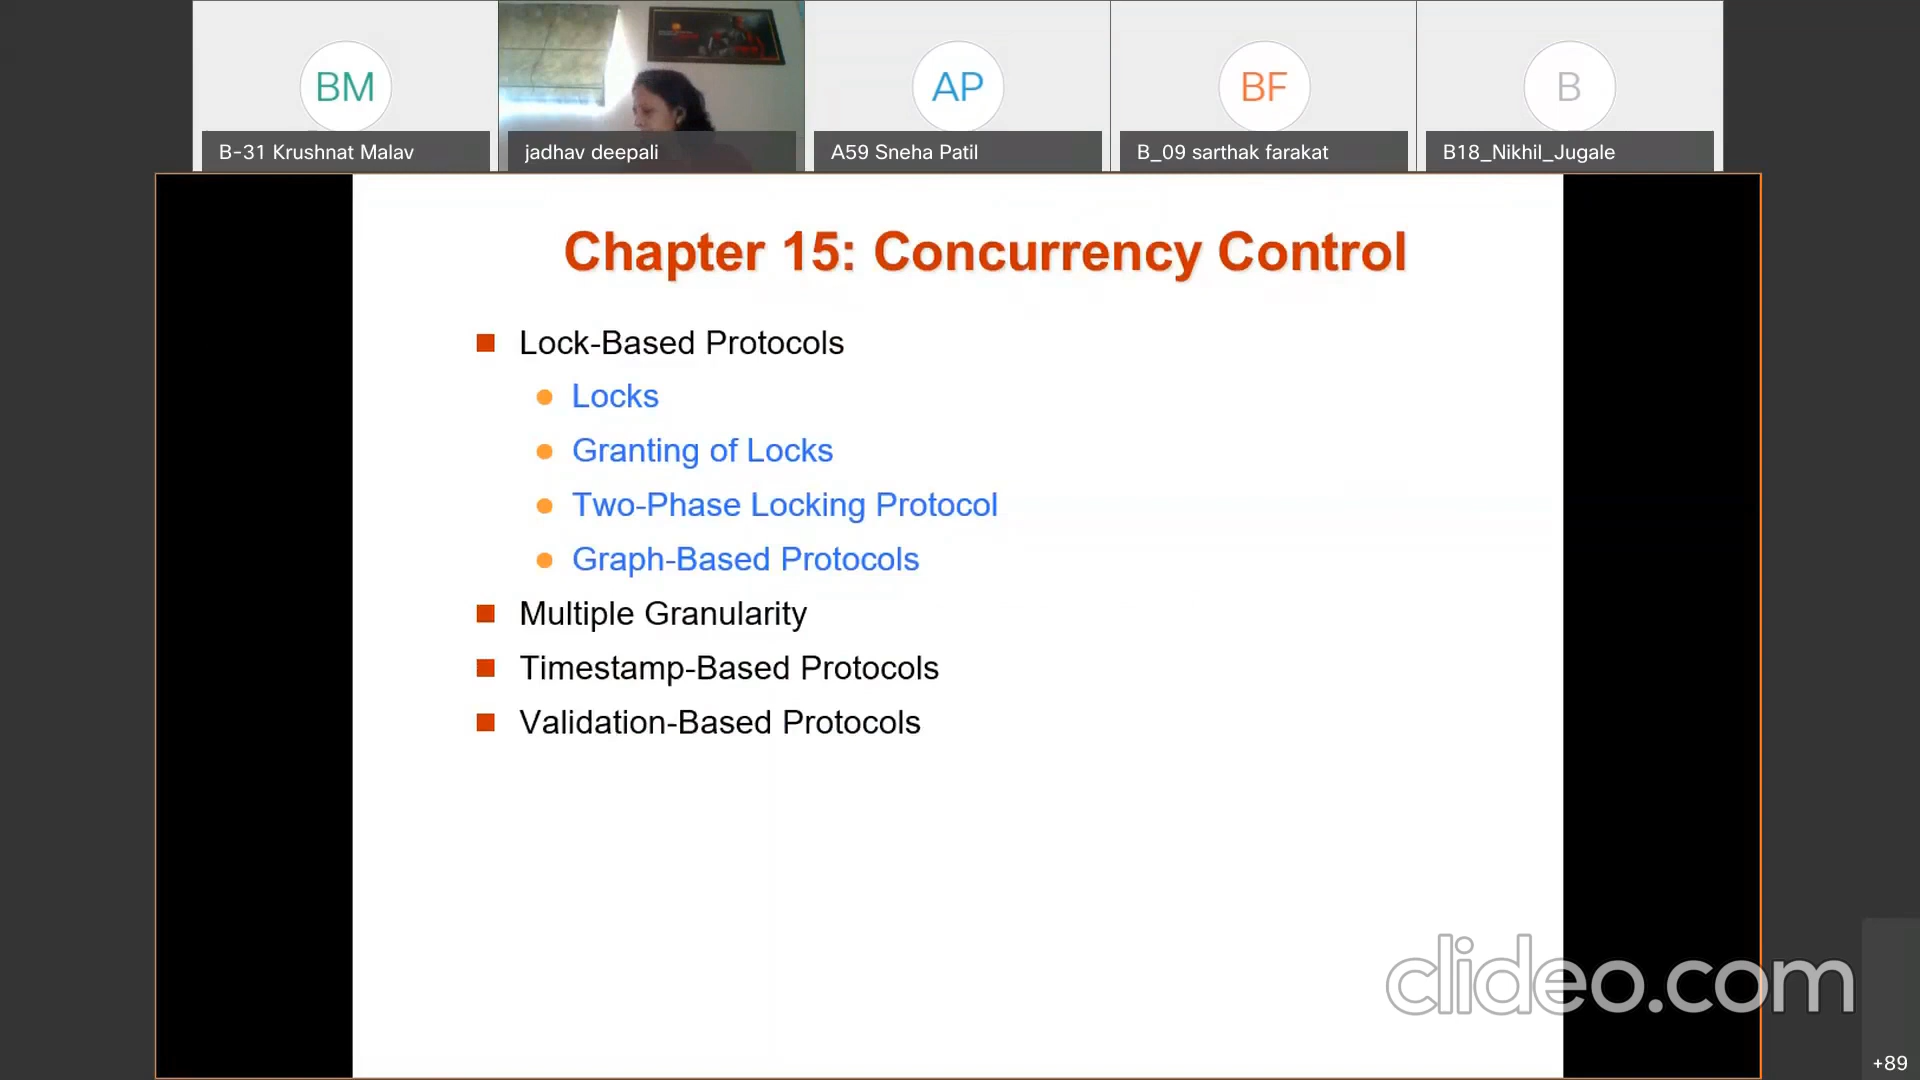 BM
AP
BF
B
B-31 Krushnat Malav
jadhav deepali
A59 Sneha Patil
B_09 sarthak farakat
B18_Nikhil_Jugale
Chapter 15: Concurrency Control
Lock-Based Protocols
Locks
Granting of Locks
Two-Phase Locking Protocol
Graph-Based Protocols
Multiple Granularity
Timestamp-Based Protocols
Validation-Based Protocols
clideo.com
+89